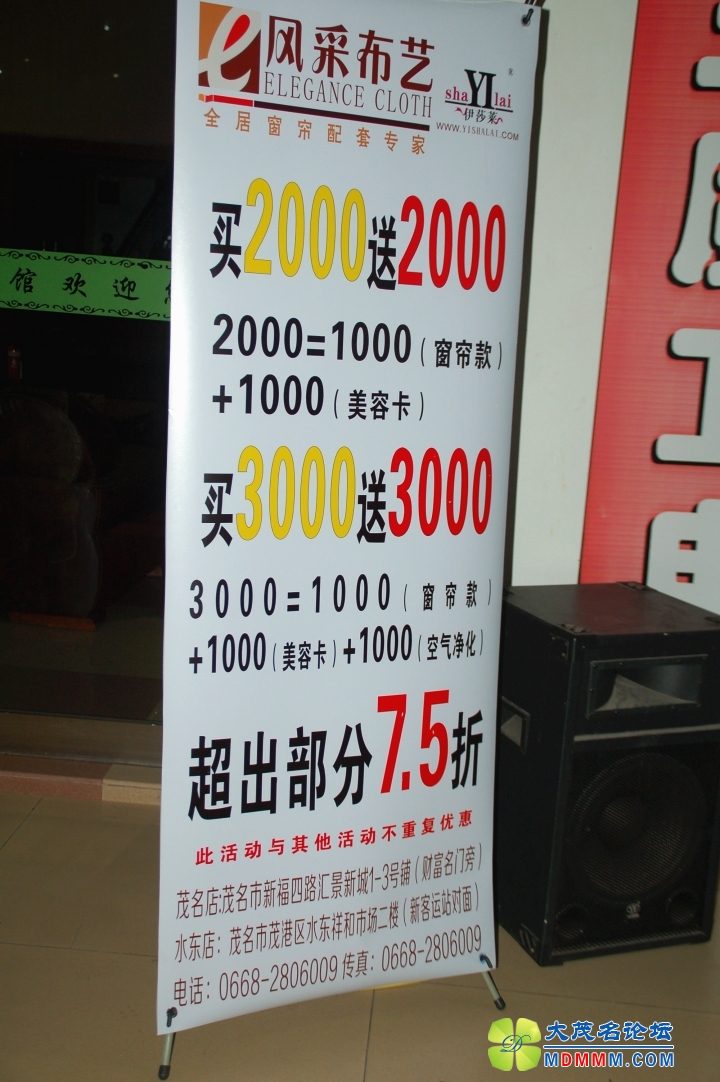 风采布艺
ELEGANCE CLOTH
全居窗帘配套专家
shaYIlai
伊莎莱
WWW.YISHALAI.COM
®
买2000送2000
2000=1000(窗帘款)
+1000(美容卡)
买3000送3000
3000=1000(窗帘款)
+1000(美容卡)+1000(空气净化)
超出部分7.5折
此活动与其他活动不重复优惠
茂名店:茂名市新福四路汇景新城1-3号铺(财富名门旁)
水东店：茂名市茂港区水东祥和市场二楼(新客运站对面)
电话：0668-2806009 传真：0668-2806009
馆欢迎
工
大茂名论坛
MDMMM.COM